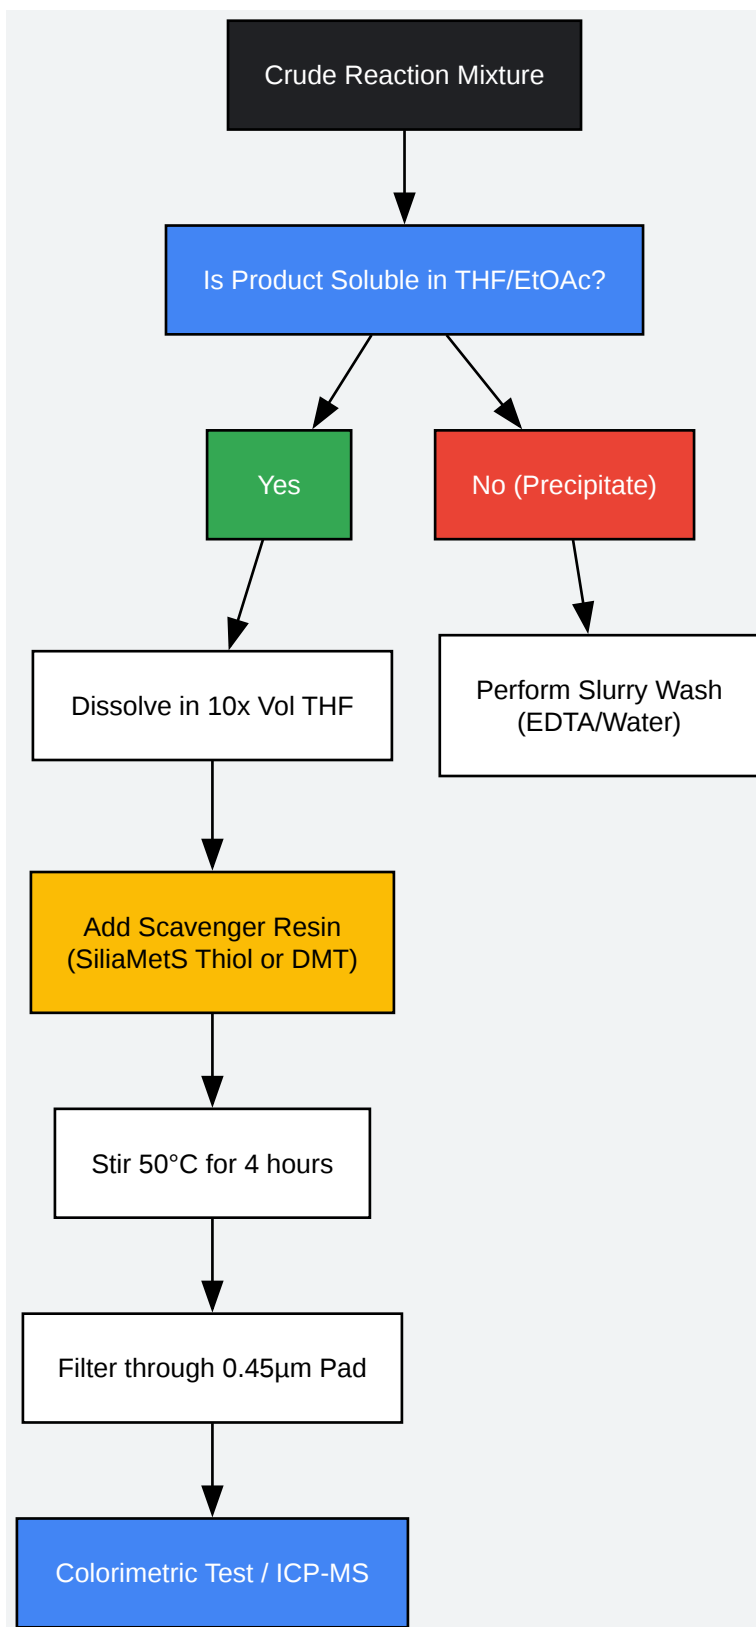 Crude Reaction Mixture
Is Product Soluble in THF/EtOAc?
Yes
No (Precipitate)
Dissolve in 10x Vol THF
Perform Slurry Wash
(EDTA/Water)
Add Scavenger Resin
(SiliaMetS Thiol or DMT)
Stir 50°C for 4 hours
Filter through 0.45µm Pad
Colorimetric Test / ICP-MS